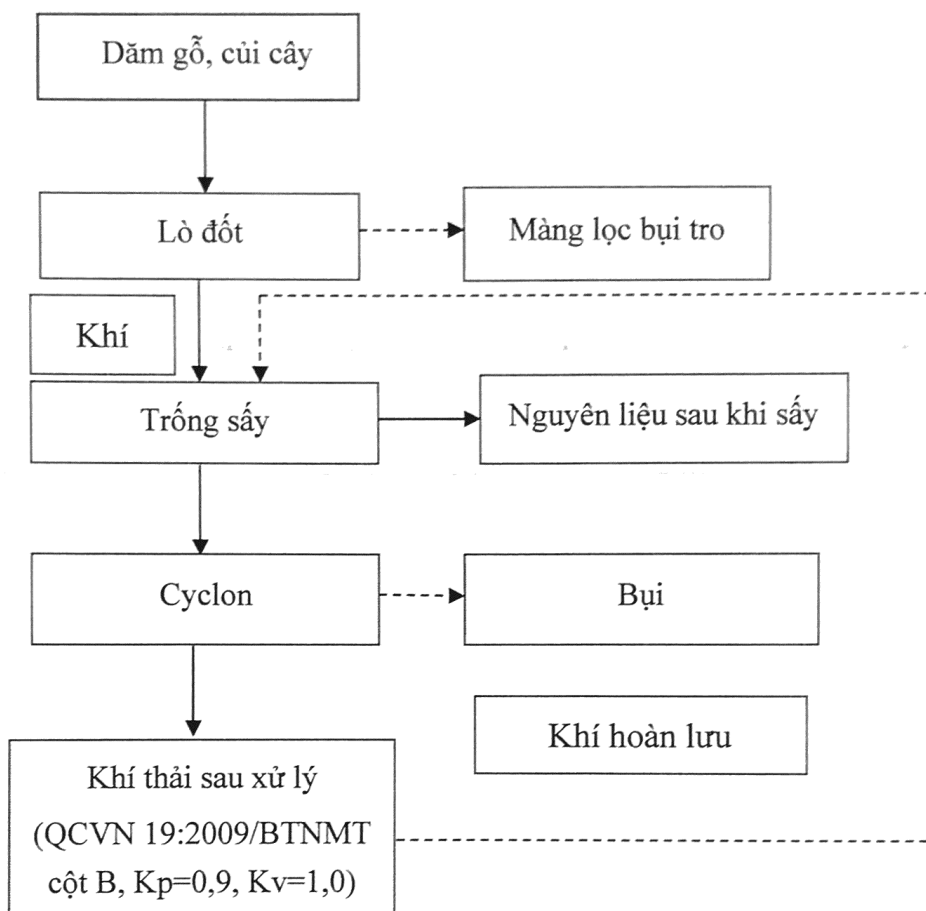 Dăm gỗ, củi cây
Lò đốt
Màng lọc bụi tro
Khí
Trống sấy
Nguyên liệu sau khi sấy
Cyclon
Bụi
Khí hoàn lưu
Khí thải sau xử lý
(QCVN 19:2009/BTNMT
cột B, Kp=0,9, Kv=1,0)